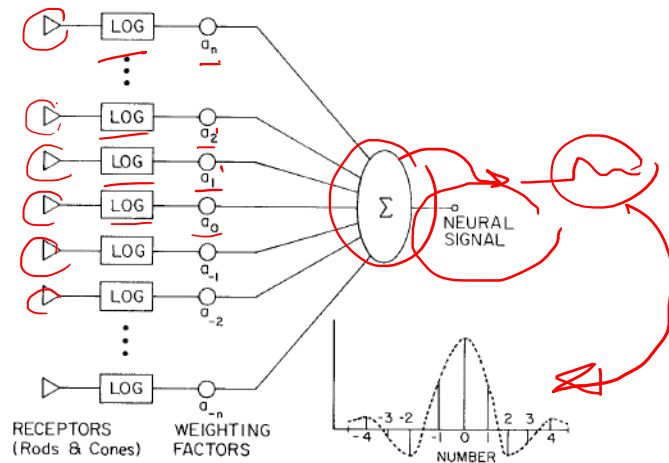 LOG
a_n
LOG
a_2
LOG
a_1
LOG
a_0
LOG
a_-1
LOG
a_-2
LOG
a_-n
Σ
NEURAL
SIGNAL
RECEPTORS
(Rods & Cones)
WEIGHTING
FACTORS
-4 -3 -2 -1 0 1 2 3 4
NUMBER